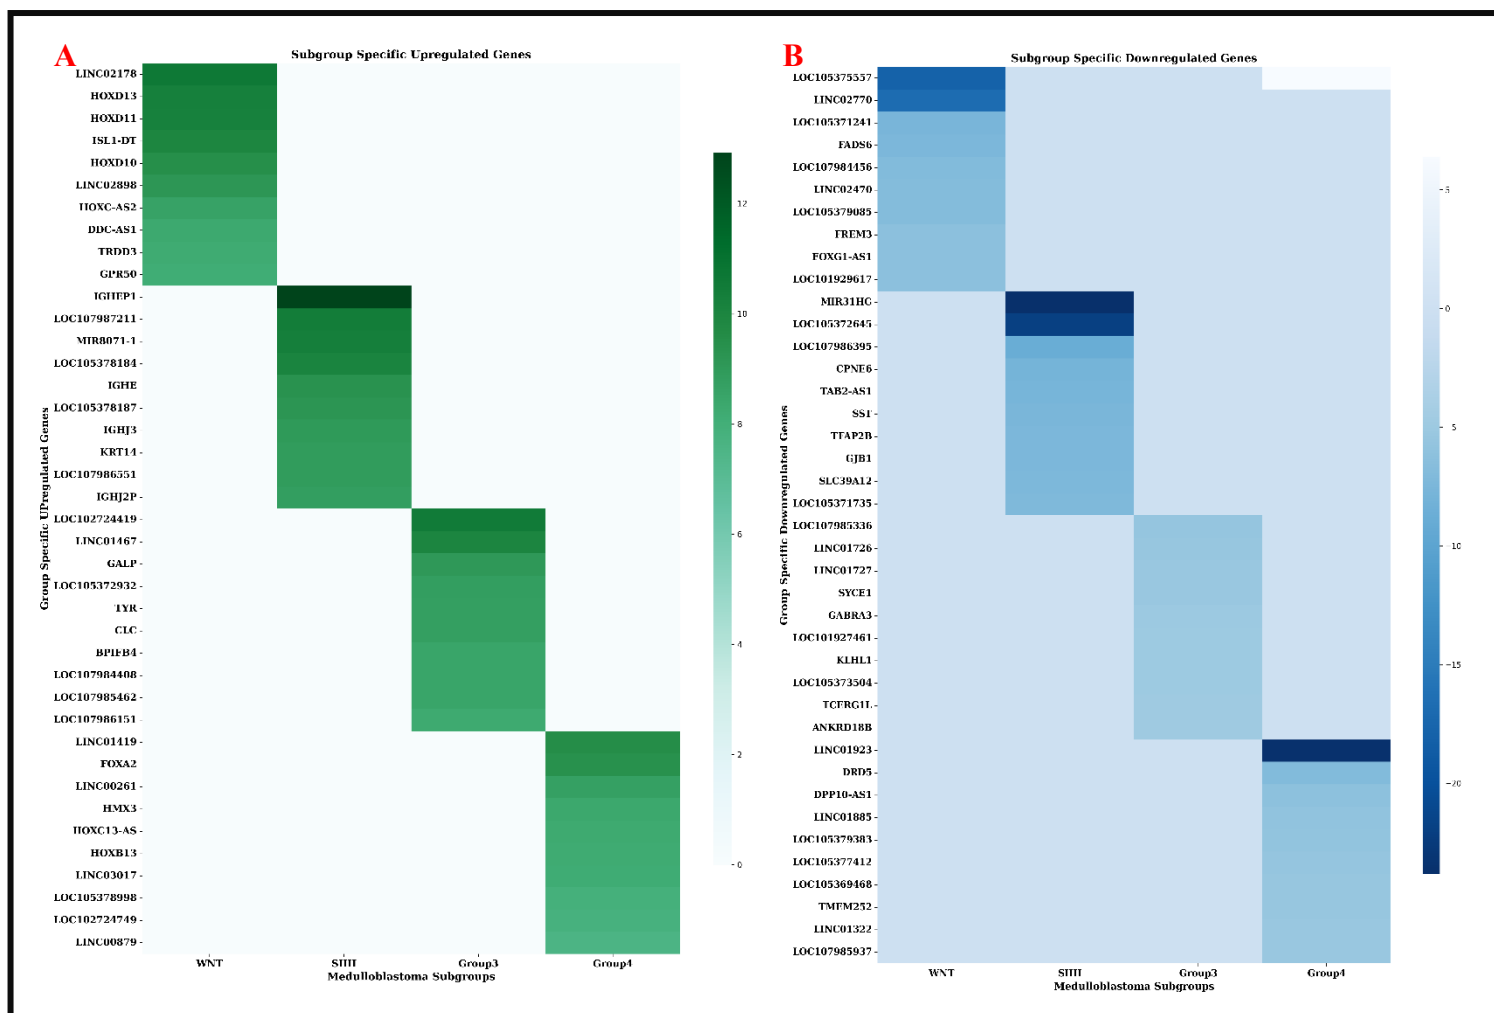 A
Subgroup Specific Upregulated Genes
LINC02178
HOXD13
HOXD11
ISL1-DT
HOXD10
LINC02898
HOXC-AS2
DDC-AS1
TRDD3
GPR50
IGHEP1
LOC107987211
MIR8071-1
LOC105378184
IGHE
LOC105378187
IGHJ3
KRT14
LOC107986551
IGHJ2P
LOC102724419
LINC01467
GALP
LOC105372932
TYR
CLC
BPIFB4
LOC107984408
LOC107985462
LOC107986151
LINC01419
FOXA2
LINC00261
HMX3
HOXC13-AS
HOXB13
LINC03017
LOC105378998
LOC102724749
LINC00879
Group Specific UPregulated Genes
WNT
SHH
Group3
Group4
Medulloblastoma Subgroups
12
10
8
6
4
2
0
B
Subgroup Specific Downregulated Genes
LOC105375557
LINC02770
LOC105371241
FADS6
LOC107984456
LINC02470
LOC105379085
FREM3
FOXG1-AS1
LOC101929617
MIR31HG
LOC105372645
LOC107986395
CPNE6
TAB2-AS1
SST
TFAP2B
GJB1
SLC39A12
LOC105371735
LOC107985336
LINC01726
LINC01727
SYCE1
GABRA3
LOC101927461
KLHL1
LOC105373504
TCERG1L
ANKRD18B
LINC01923
DRD5
DPP10-AS1
LINC01885
LOC105379383
LOC105377412
LOC105369468
TMEM252
LINC01322
LOC107985937
Group Specific Downregulated Genes
WNT
SHH
Group3
Group4
Medulloblastoma Subgroups
5
0
−5
−10
−15
−20